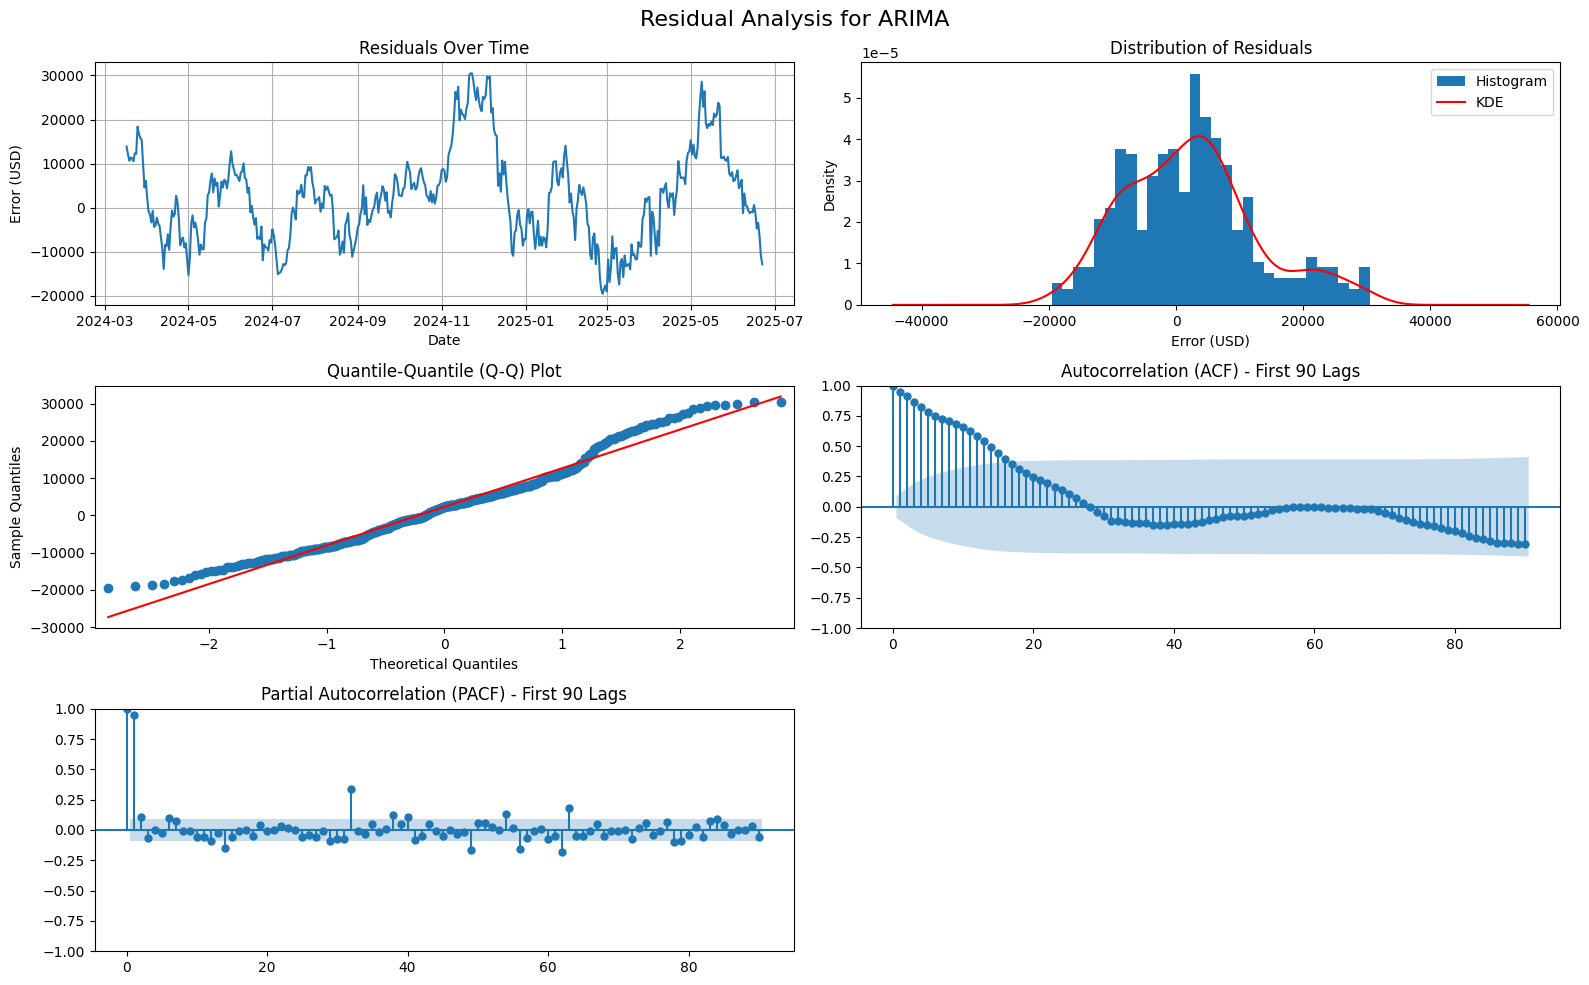 Residual Analysis for ARIMA
Residuals Over Time
30000
20000
10000
0
−10000
−20000
Error (USD)
2024-03 2024-05 2024-07 2024-09 2024-11 2025-01 2025-03 2025-05 2025-07
Date
Distribution of Residuals
1e−5
Histogram
KDE
5
4
3
2
1
0
Density
−40000 −20000 0 20000 40000 60000
Error (USD)
Quantile-Quantile (Q-Q) Plot
30000
20000
10000
0
−10000
−20000
−30000
Sample Quantiles
−2 −1 0 1 2
Theoretical Quantiles
Autocorrelation (ACF) - First 90 Lags
1.00
0.75
0.50
0.25
0.00
−0.25
−0.50
−0.75
−1.00
0 20 40 60 80
Partial Autocorrelation (PACF) - First 90 Lags
1.00
0.75
0.50
0.25
0.00
−0.25
−0.50
−0.75
−1.00
0 20 40 60 80